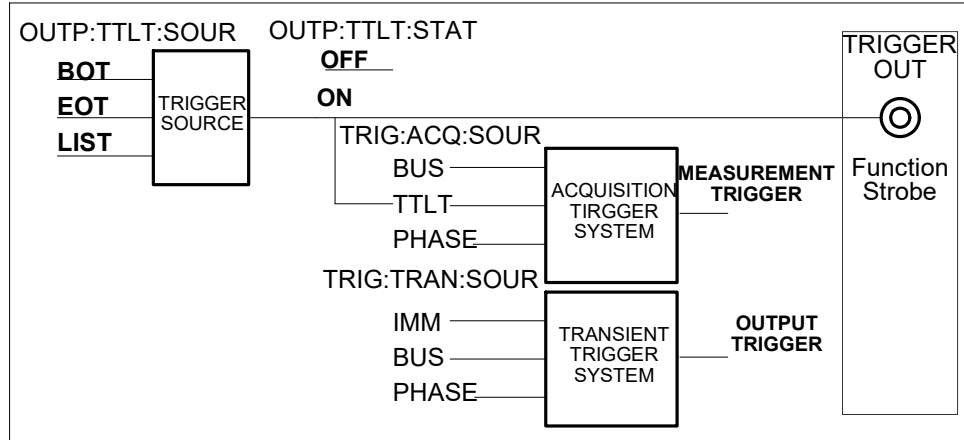 OUTP:TTLT:SOUR
OUTP:TTLT:STAT
BOT
EOT
LIST
TRIGGER
SOURCE
OFF
ON
TRIGGER
OUT
Function
Strobe
TRIG:ACQ:SOUR
BUS
TTLT
PHASE
ACQUISITION
TIRGGER
SYSTEM
MEASUREMENT
TRIGGER
TRIG:TRAN:SOUR
IMM
BUS
PHASE
TRANSIENT
TRIGGER
SYSTEM
OUTPUT
TRIGGER